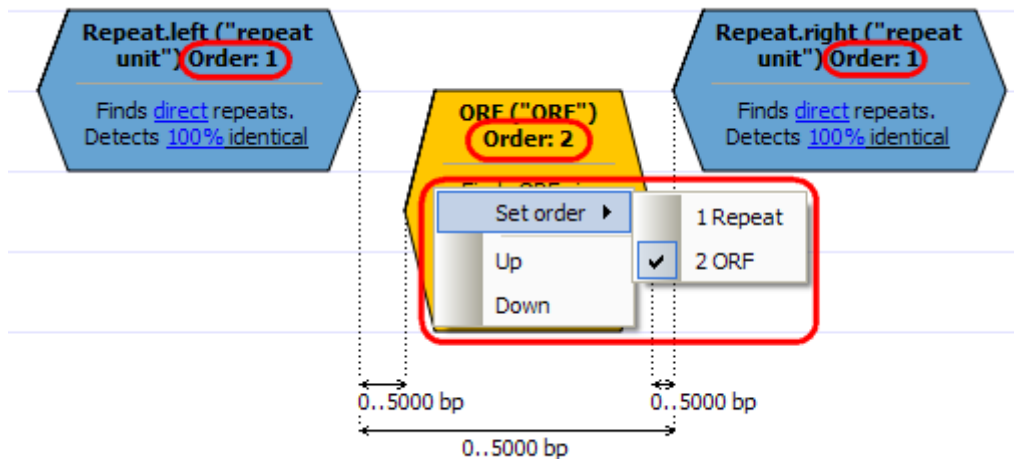 Repeat.left ("repeat
unit") Order: 1
Finds direct repeats.
Detects 100% identical
Repeat.right ("repeat
unit") Order: 1
Finds direct repeats.
Detects 100% identical
ORF ("ORF")
Order: 2
Set order
Up
Down
1 Repeat
2 ORF
0..5000 bp
0..5000 bp
0..5000 bp